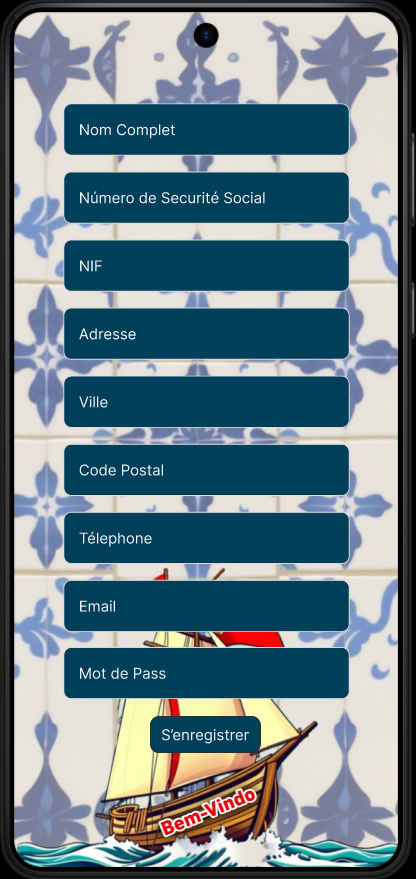 Nom Complet
Número de Securité Social
NIF
Adresse
Ville
Code Postal
Télephone
Email
Mot de Pass
S'enregistrer
Bem-Vindo